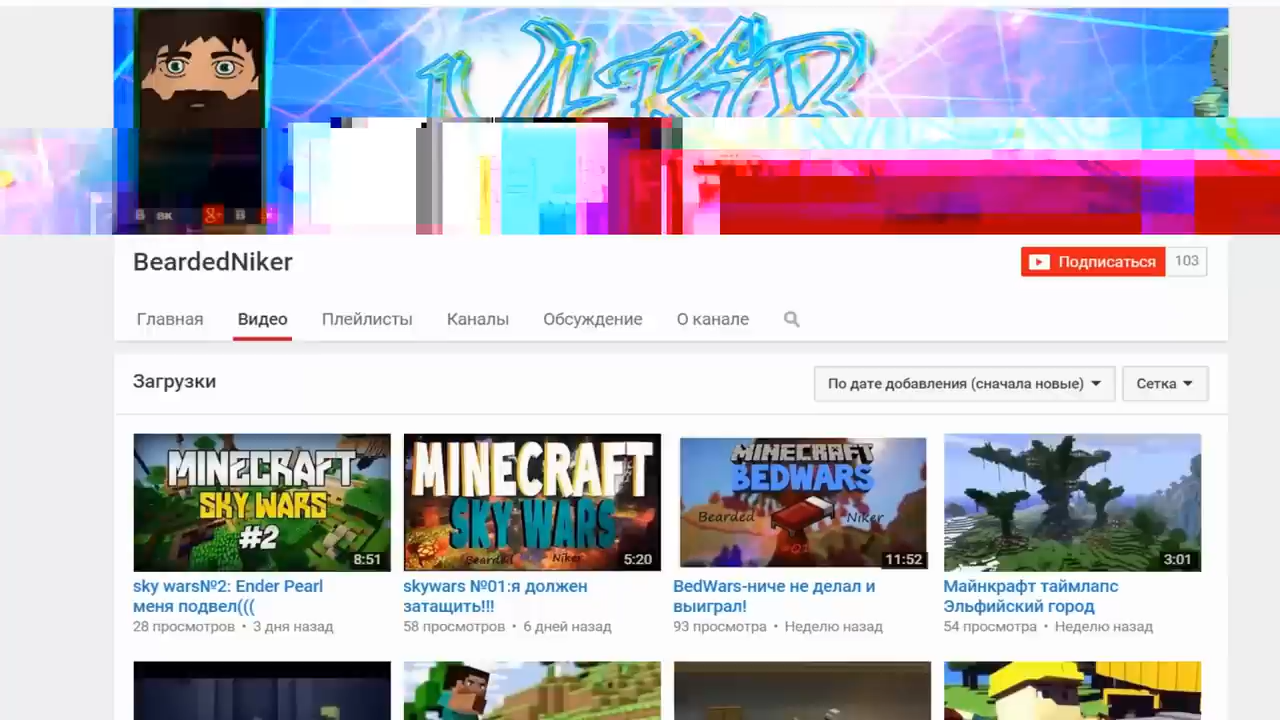 В вк g+ В
BeardedNiker
Подписаться 103
Главная Видео Плейлисты Каналы Обсуждение О канале
Загрузки
По дате добавления (сначала новые) Сетка
MINECRAFT
SKY WARS
#2
8:51
MINECRAFT
SKY WARS
Bearded Niker
5:20
MINECRAFT
BEDWARS
Bearded Niker
11:52
3:01
sky wars№2: Ender Pearl
меня подвел(((
28 просмотров • 3 дня назад
skywars №01:я должен
затащить!!!
58 просмотров • 6 дней назад
BedWars-ниче не делал и
выиграл!
93 просмотра • Неделю назад
Майнкрафт таймлапс
Эльфийский город
54 просмотра • Неделю назад